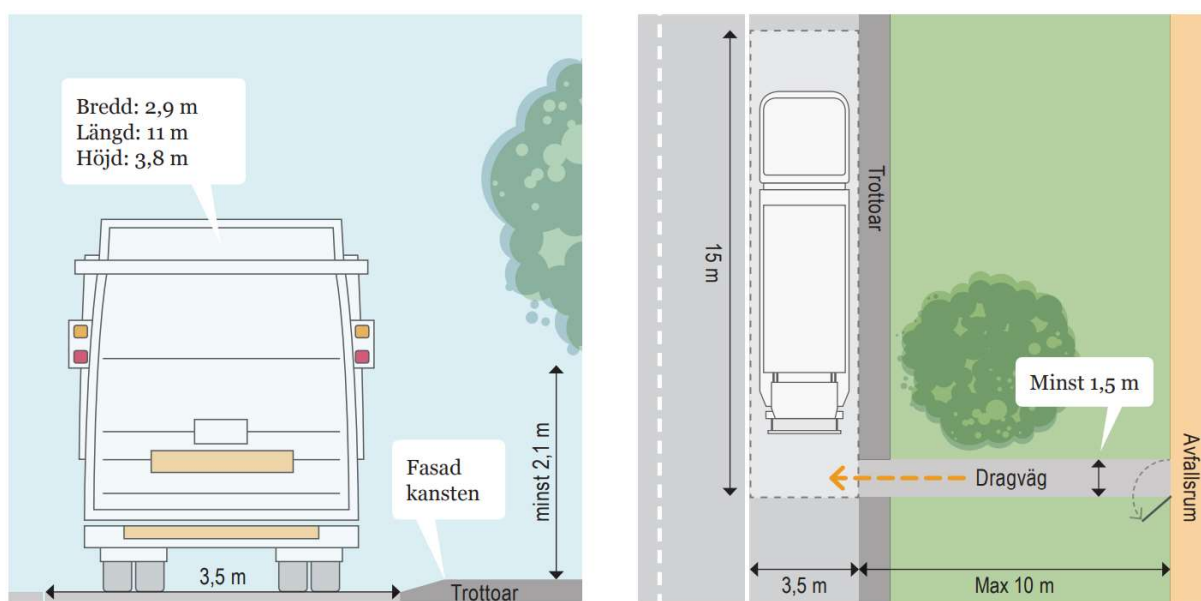 Bredd: 2,9 m
Längd: 11 m
Höjd: 3,8 m
Fasad
kansten
minst 2,1 m
3,5 m
Trottoar
15 m
Trottoar
Minst 1,5 m
Dragväg
Avfallsrum
3,5 m
Max 10 m